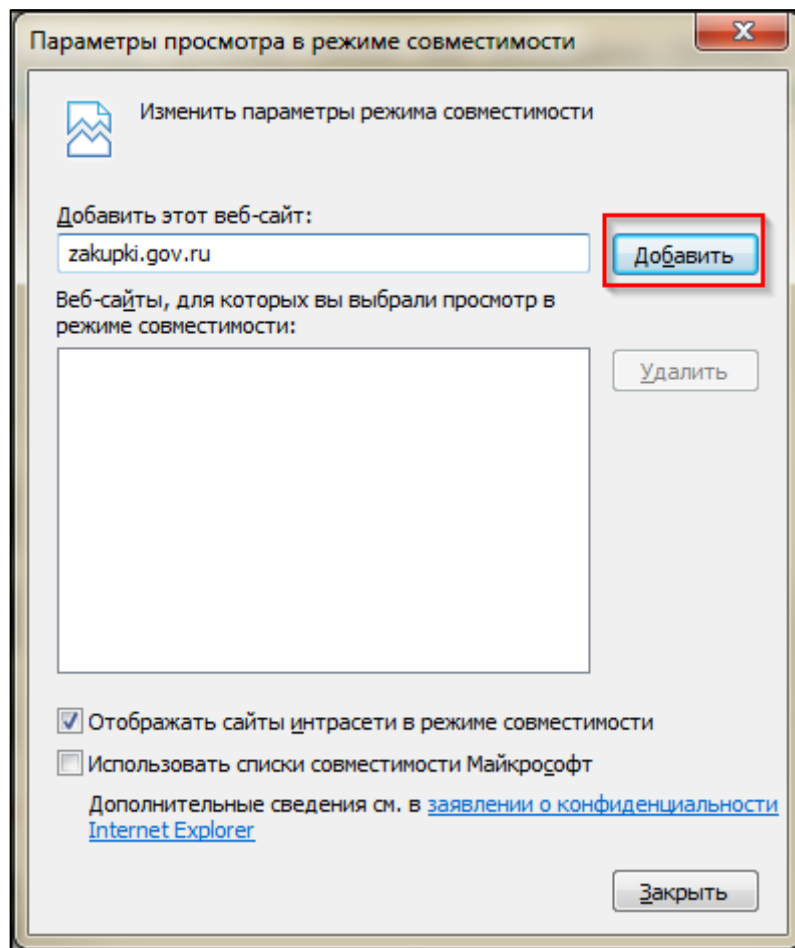 Параметры просмотра в режиме совместимости
Изменить параметры режима совместимости
Добавить этот веб-сайт:
zakupki.gov.ru
Добавить
Веб-сайты, для которых вы выбрали просмотр в
режиме совместимости:
Удалить
Отображать сайты интрасети в режиме совместимости
Использовать списки совместимости Майкрософт
Дополнительные сведения см. в заявлении о конфиденциальности
Internet Explorer
Закрыть